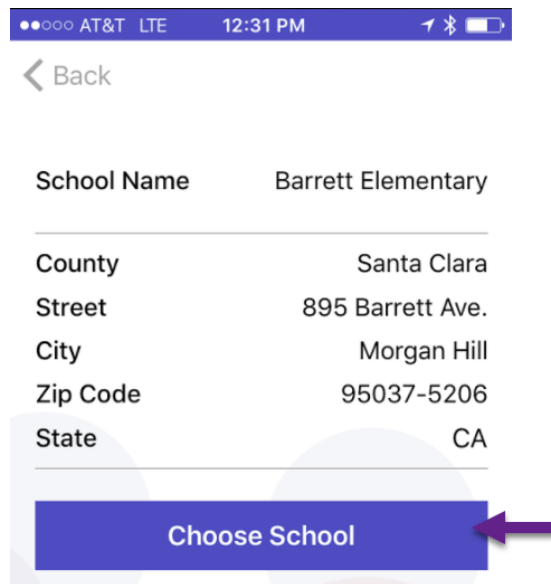 AT&T LTE 12:31 PM
Back
School Name Barrett Elementary
County Santa Clara
Street 895 Barrett Ave.
City Morgan Hill
Zip Code 95037-5206
State CA
Choose School